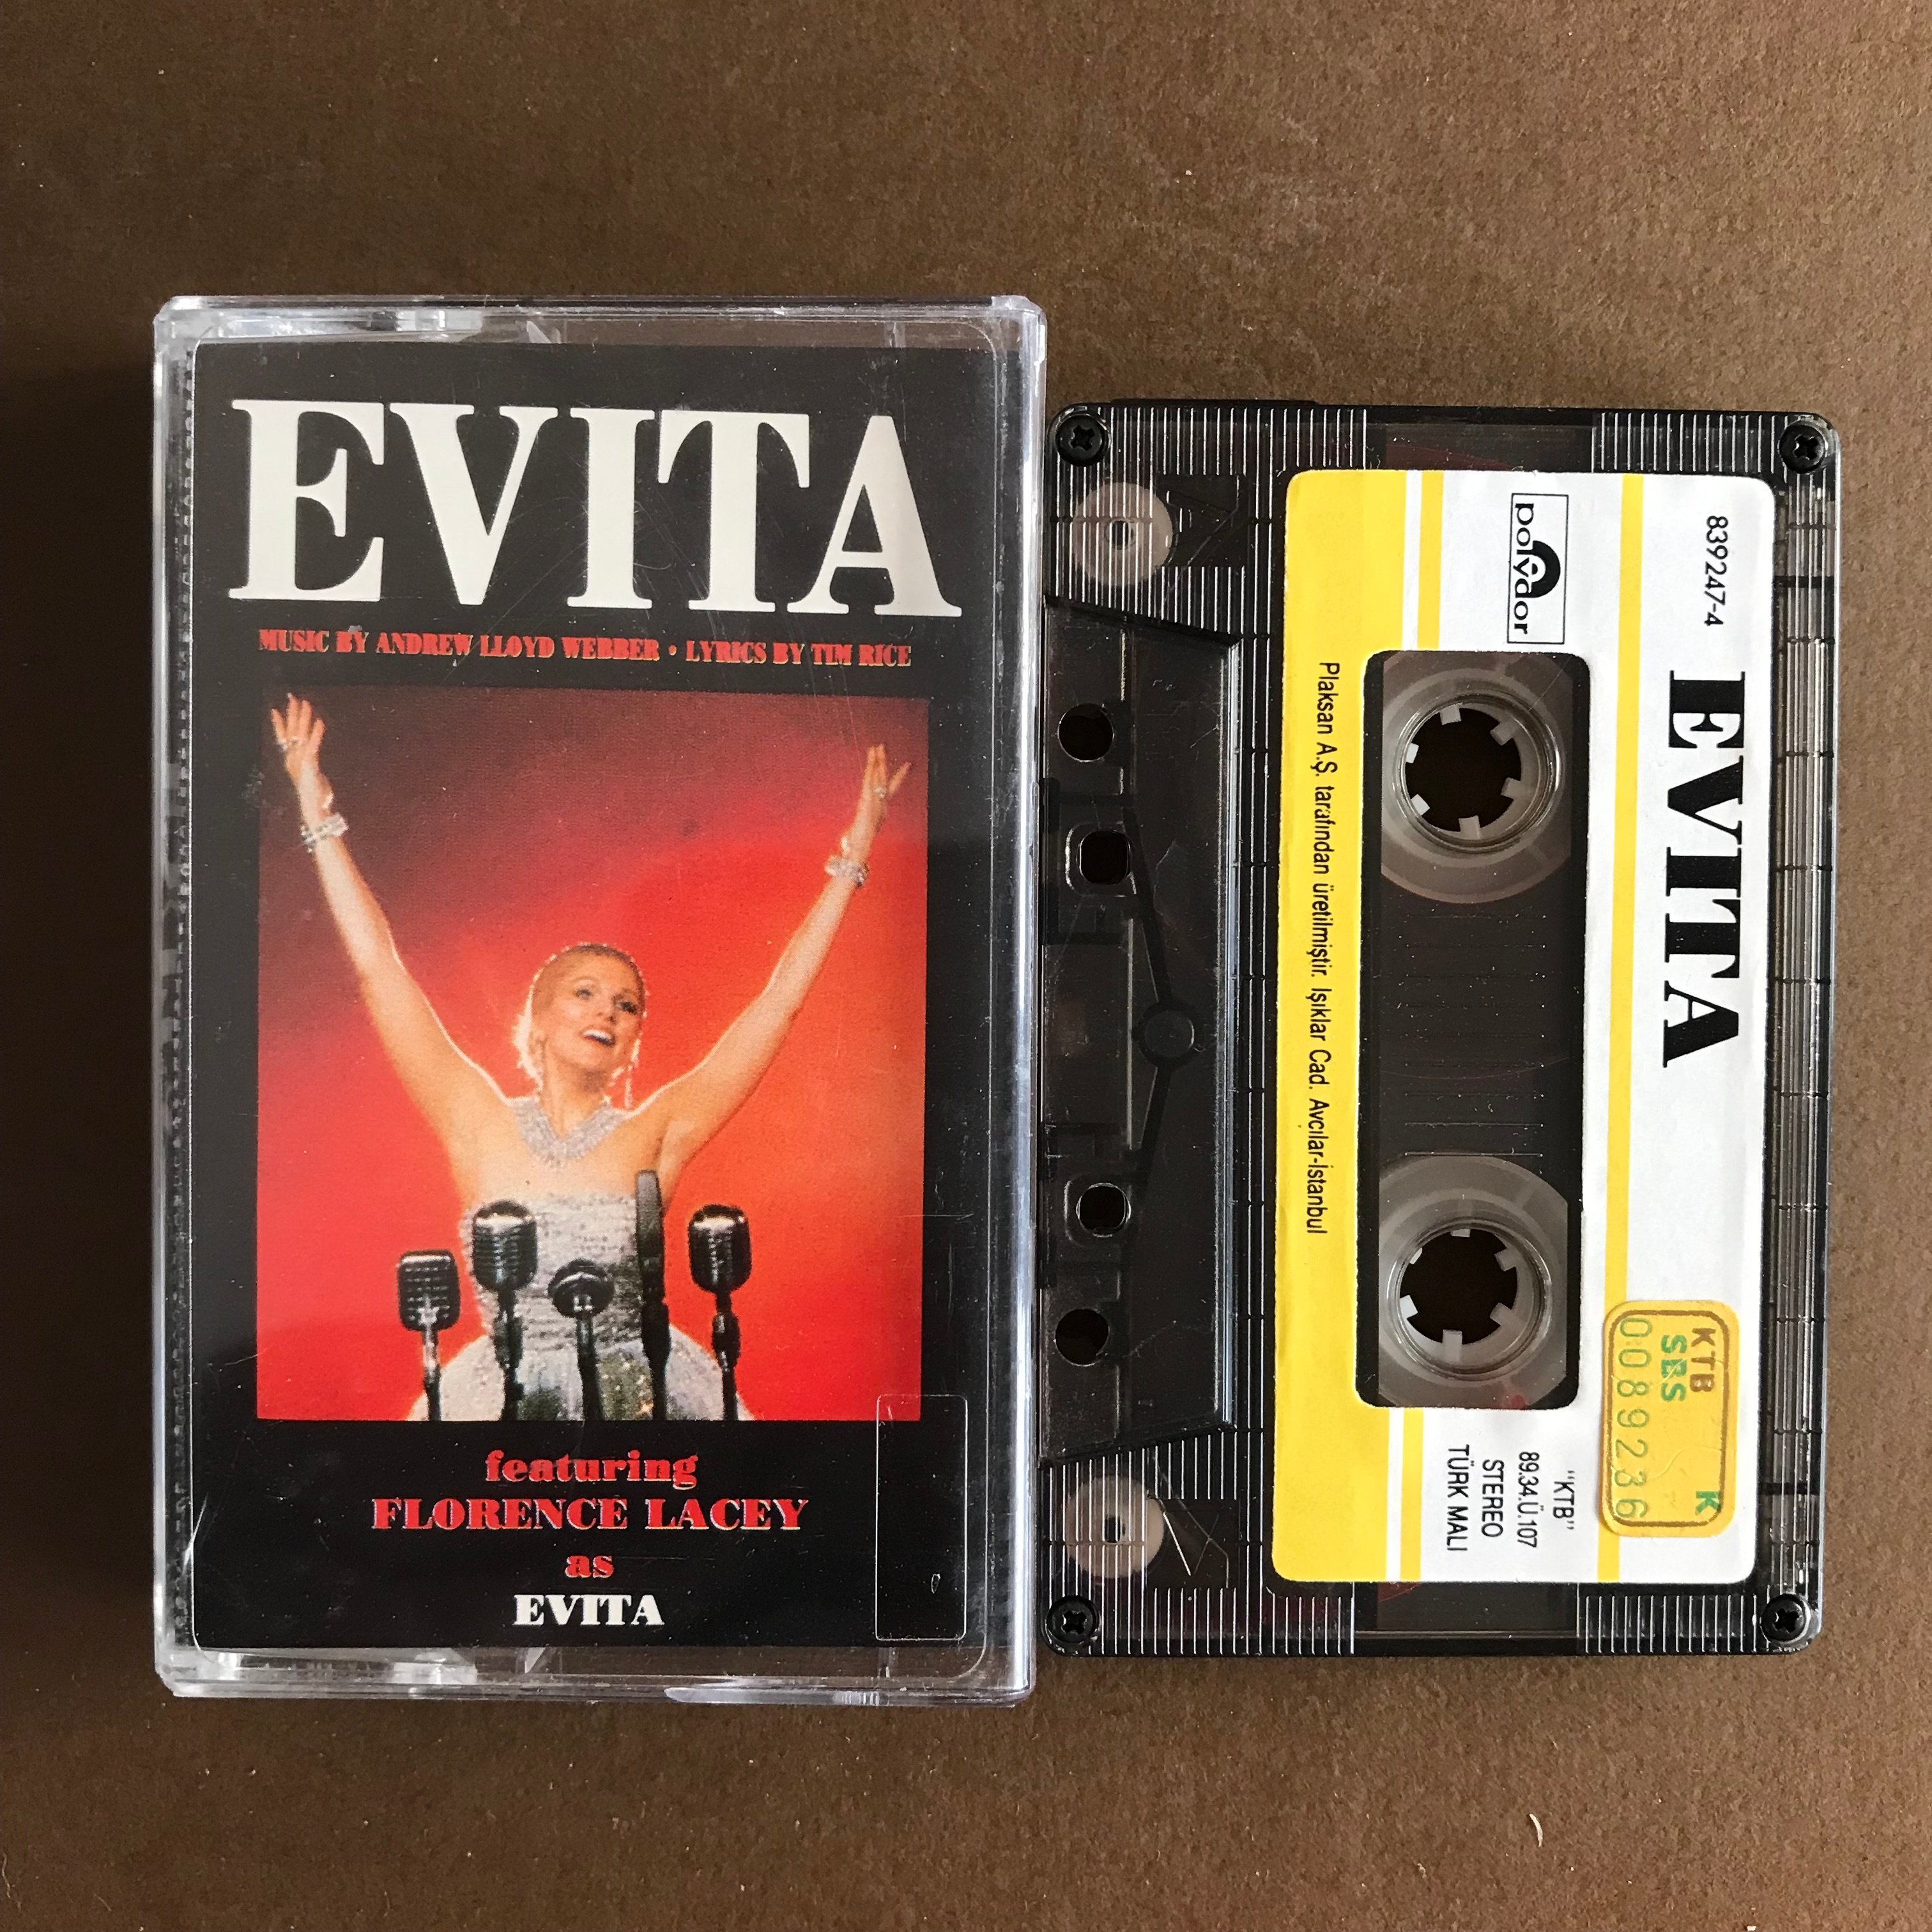 EVITA
MUSIC BY ANDREW LLOYD WEBBER • LYRICS BY TIM RICE
featuring
FLORENCE LACEY
as
EVITA
8392247-4
EVITA
KTB
SBS K
0089236
polydor
"KTB"
89.34.Ü.107
STEREO
TÜRK MALI
Plaksan A.Ş. tarafından üretilmiştir. Işıklar Cad. Avcılar-İstanbul